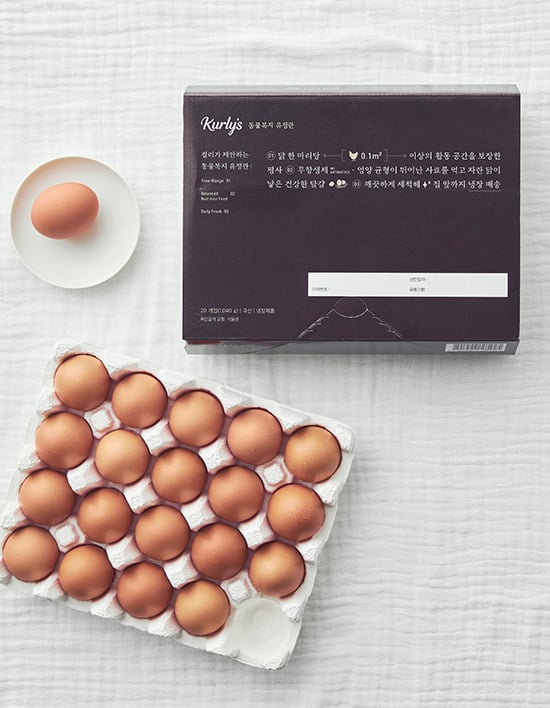 Kurly's 동물복지 유정란
컬리가 제안하는
동물복지 유정란 :
Free-Range 01
Balanced Nutrition Feed 02
Daily Fresh 03
01 닭 한 마리당 0.1m² 이상의 활동 공간을 보장한
평사 02 무항생제 · 영양 균형이 뛰어난 사료를 먹고 자란 닭이
낳은 건강한 달걀 03 깨끗하게 세척해 집 앞까지 냉장 배송
산란일자 :
유통기한 :
20 개입(1,040 g) | 국산 | 냉장제품